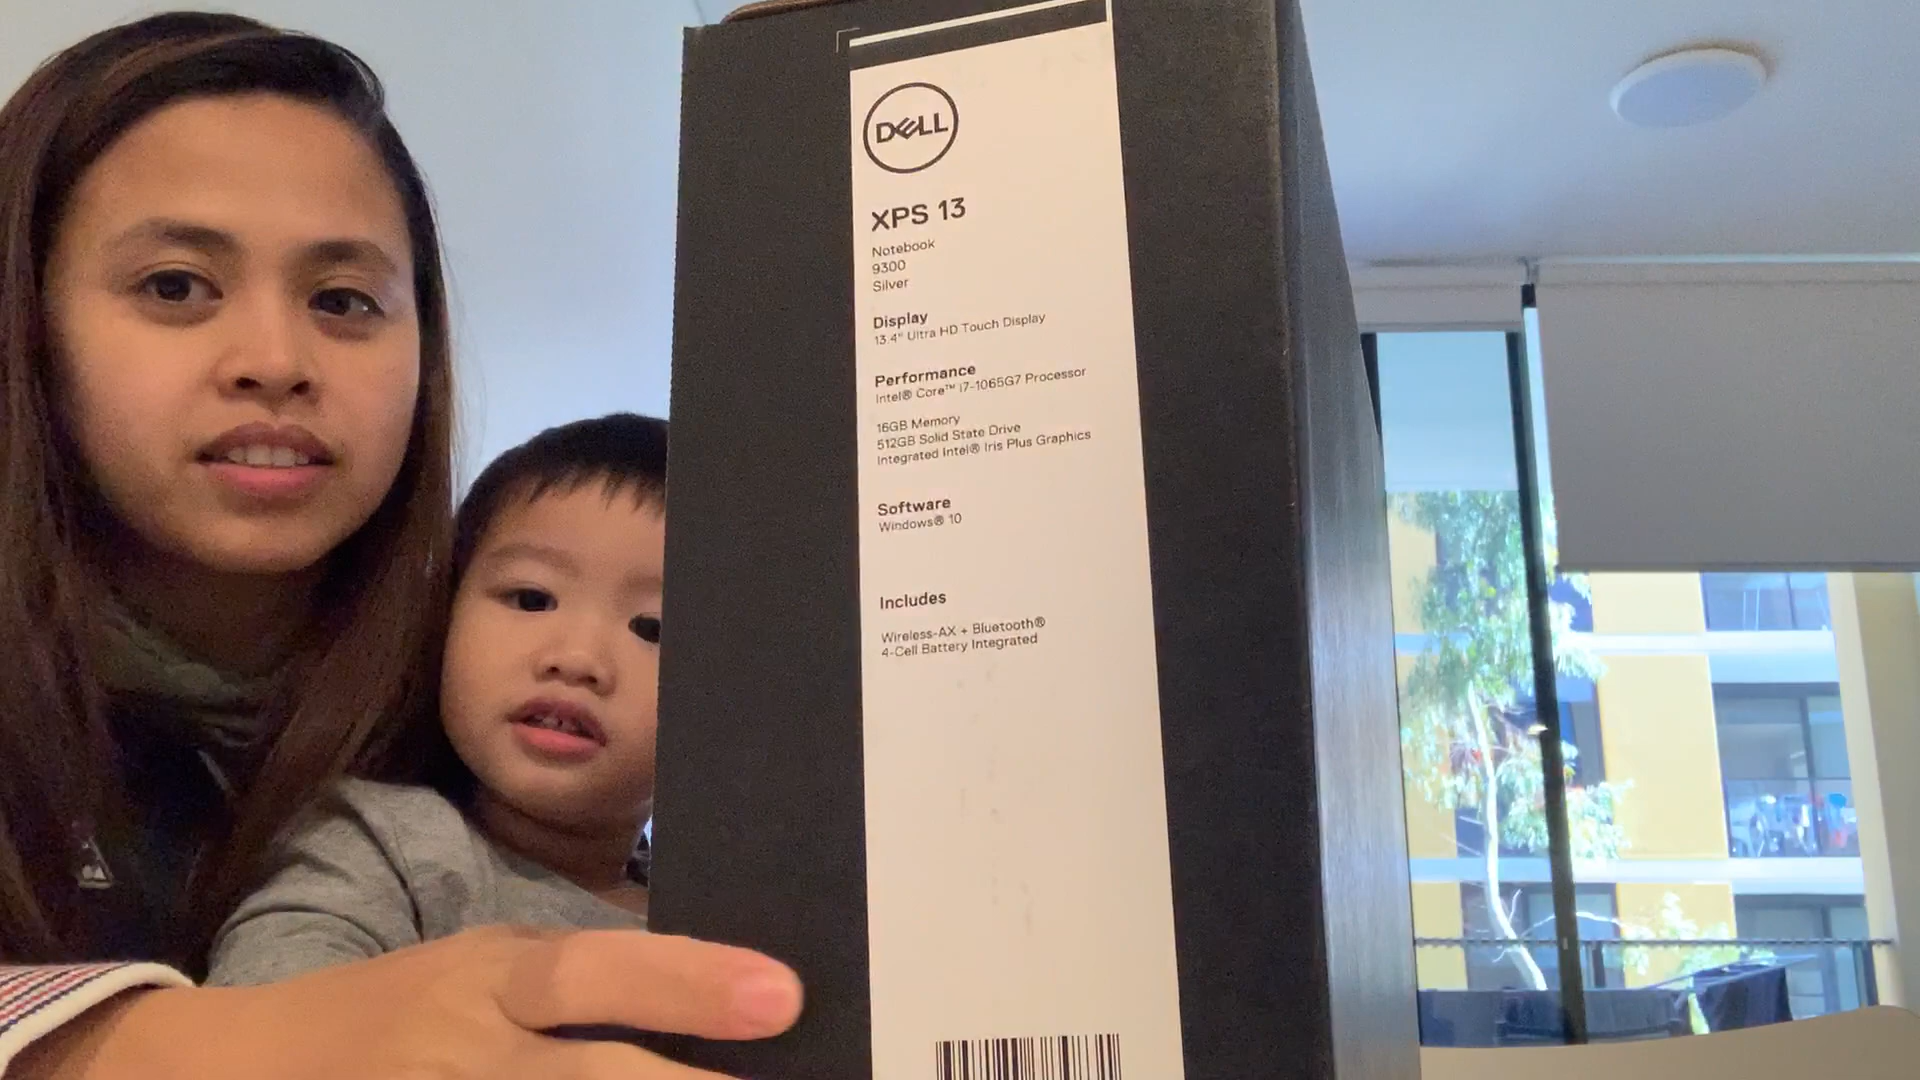 DELL
XPS 13
Notebook
9300
Silver
Display
13.4" Ultra HD Touch Display
Performance
Intel® Core™ i7-1065G7 Processor
16GB Memory
512GB Solid State Drive
Integrated Intel® Iris Plus Graphics
Software
Windows® 10
Includes
Wireless-AX + Bluetooth®
4-Cell Battery Integrated